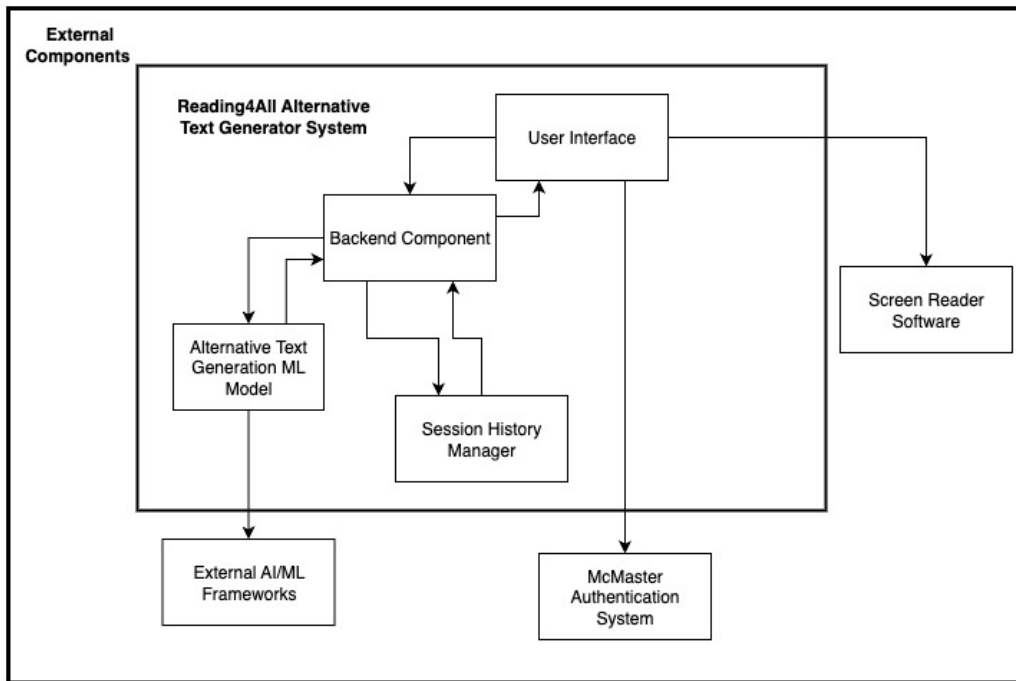 External
Components
Reading4All Alternative
Text Generator System
User Interface
Backend Component
Screen Reader
Software
Alternative Text
Generation ML
Model
Session History
Manager
External AI/ML
Frameworks
McMaster
Authentication
System